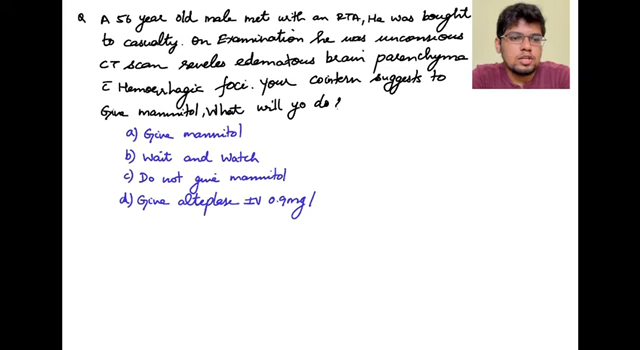 Q A 56 year old male met with an RTA, He was bought
to casualty. On Examination he was unconscious
CT scan reveles edematous brain parenchyma
c̄ Hemorrhagic foci. Your cointern suggests to
Give mannitol, What will yo do?
a) Give mannitol
b) Wait and Watch
c) Do not give mannitol
d) Give alteplase IV 0.9mg/